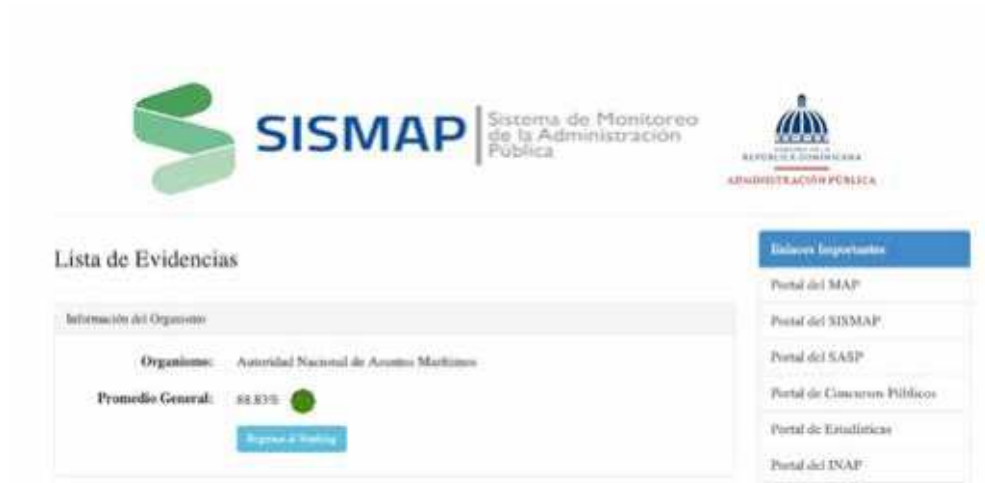 SISMAP
Sistema de Monitoreo
de la Administración
Pública
REPÚBLICA DOMINICANA
ADMINISTRACIÓN PÚBLICA
Lista de Evidencias
Información del Organismo
Organismo: Autoridad Nacional de Asuntos Marítimos
Promedio General: 88.83%
Regresar al Ranking
Enlaces Importantes
Portal del MAP
Portal del SISMAP
Portal del SASP
Portal de Concursos Públicos
Portal de Estadísticas
Portal del INAP